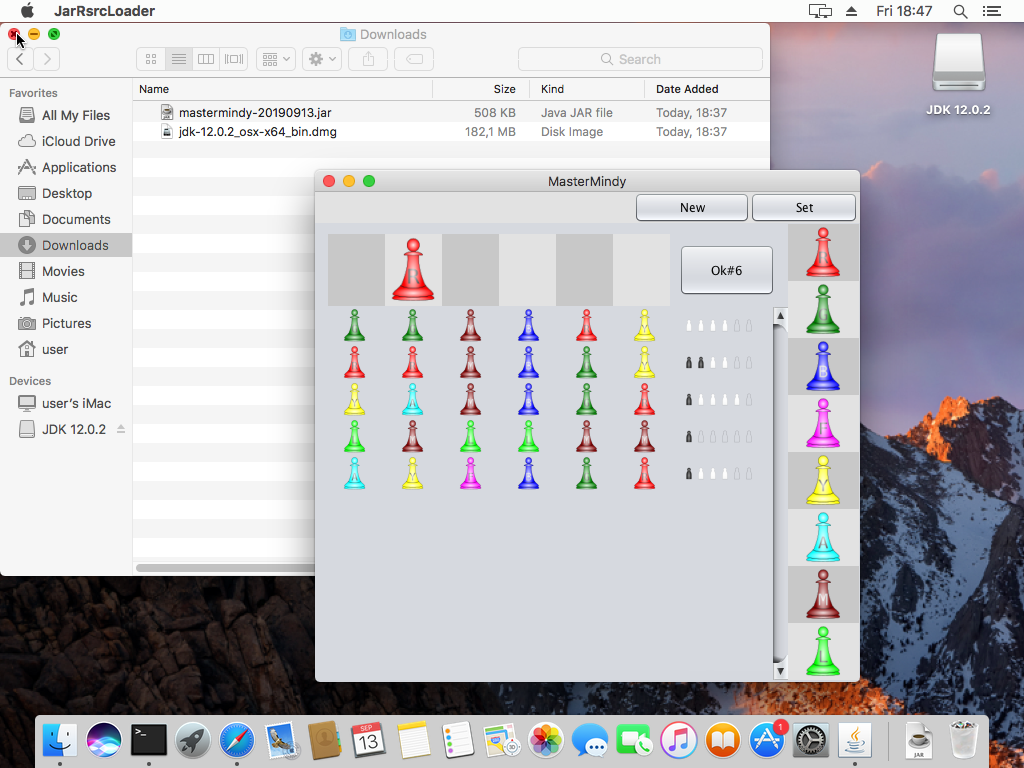 JarRsrcLoader
Fri 18:47
Downloads
Search
Favorites
All My Files
iCloud Drive
Applications
Desktop
Documents
Downloads
Movies
Music
Pictures
user
Devices
user's iMac
JDK 12.0.2
Name Size Kind Date Added
mastermindy-20190913.jar 508 KB Java JAR file Today, 18:37
jdk-12.0.2_osx-x64_bin.dmg 182,1 MB Disk Image Today, 18:37
JDK 12.0.2
MasterMindy
New Set
Ok#6
R
B
Y
A
M
L
SEP
13
1
JAR